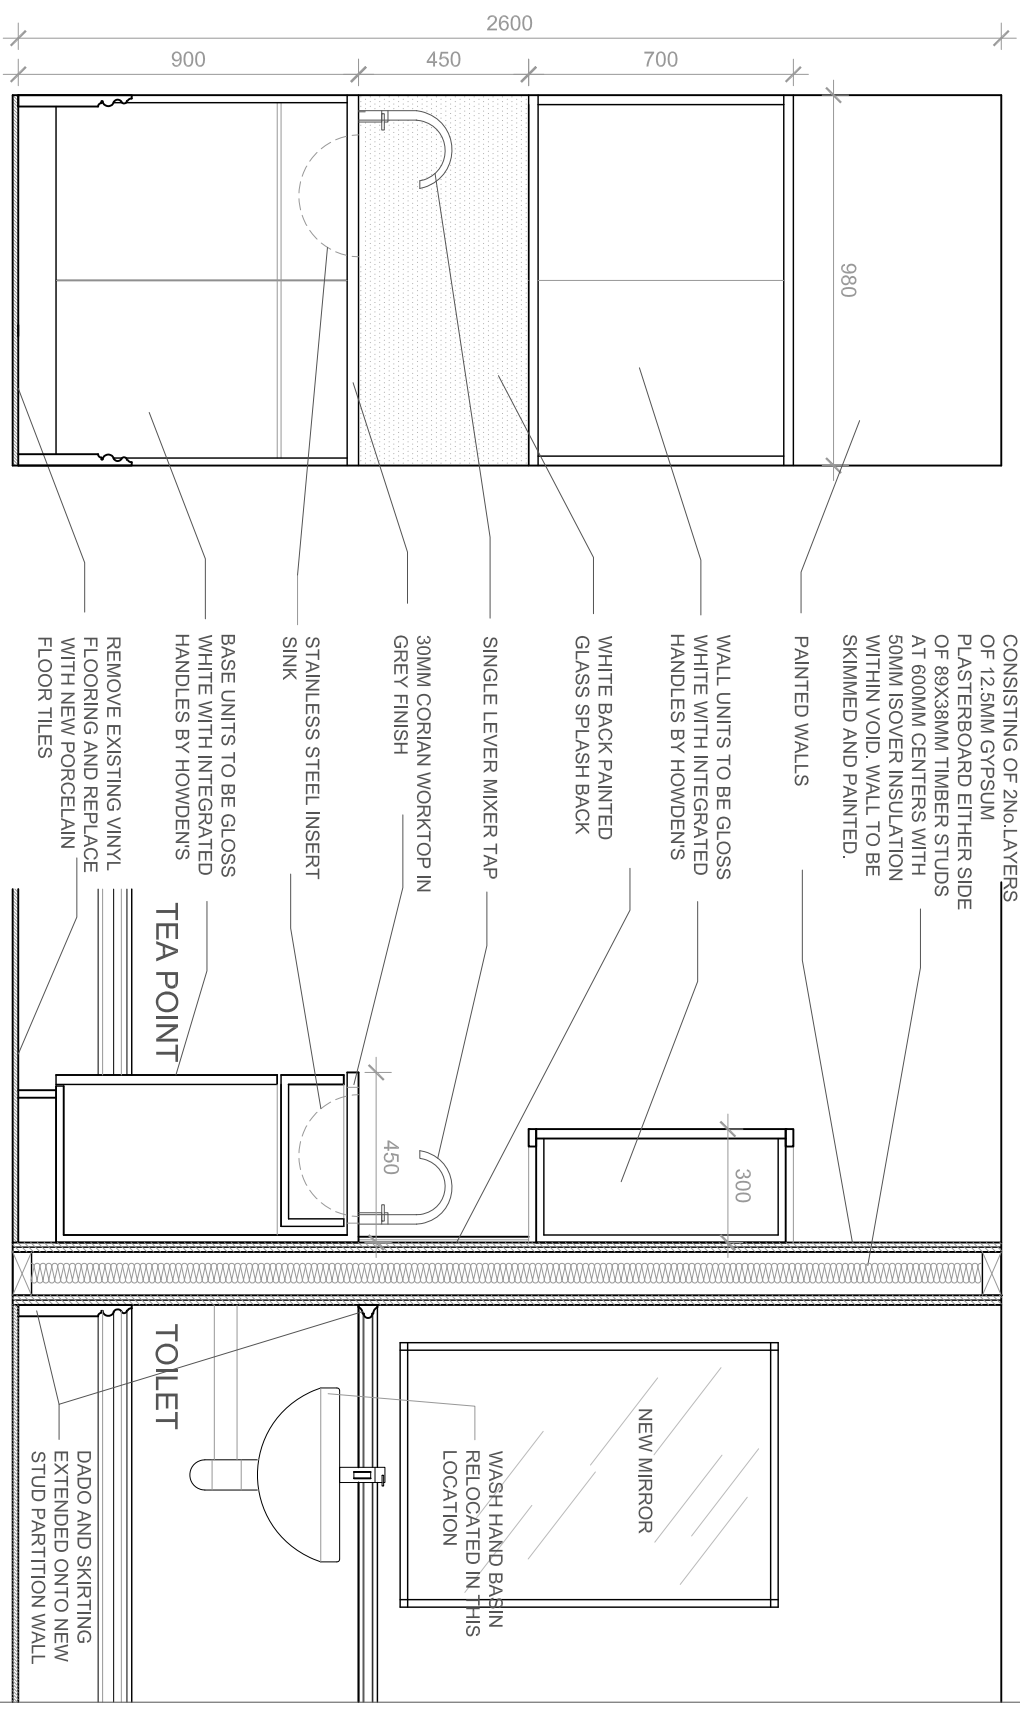 2600
900
450
700
980
CONSISTING OF 2No.LAYERS
OF 12.5MM GYPSUM
PLASTERBOARD EITHER SIDE
OF 89X38MM TIMBER STUDS
AT 600MM CENTERS WITH
50MM ISOVER INSULATION
WITHIN VOID. WALL TO BE
SKIMMED AND PAINTED.
PAINTED WALLS
WALL UNITS TO BE GLOSS
WHITE WITH INTEGRATED
HANDLES BY HOWDEN'S
WHITE BACK PAINTED
GLASS SPLASH BACK
SINGLE LEVER MIXER TAP
30MM CORIAN WORKTOP IN
GREY FINISH
STAINLESS STEEL INSERT
SINK
BASE UNITS TO BE GLOSS
WHITE WITH INTEGRATED
HANDLES BY HOWDEN'S
REMOVE EXISTING VINYL
FLOORING AND REPLACE
WITH NEW PORCELAIN
FLOOR TILES
TEA POINT
450
300
TOILET
NEW MIRROR
WASH HAND BASIN
RELOCATED IN THIS
LOCATION
DADO AND SKIRTING
EXTENDED ONTO NEW
STUD PARTITION WALL